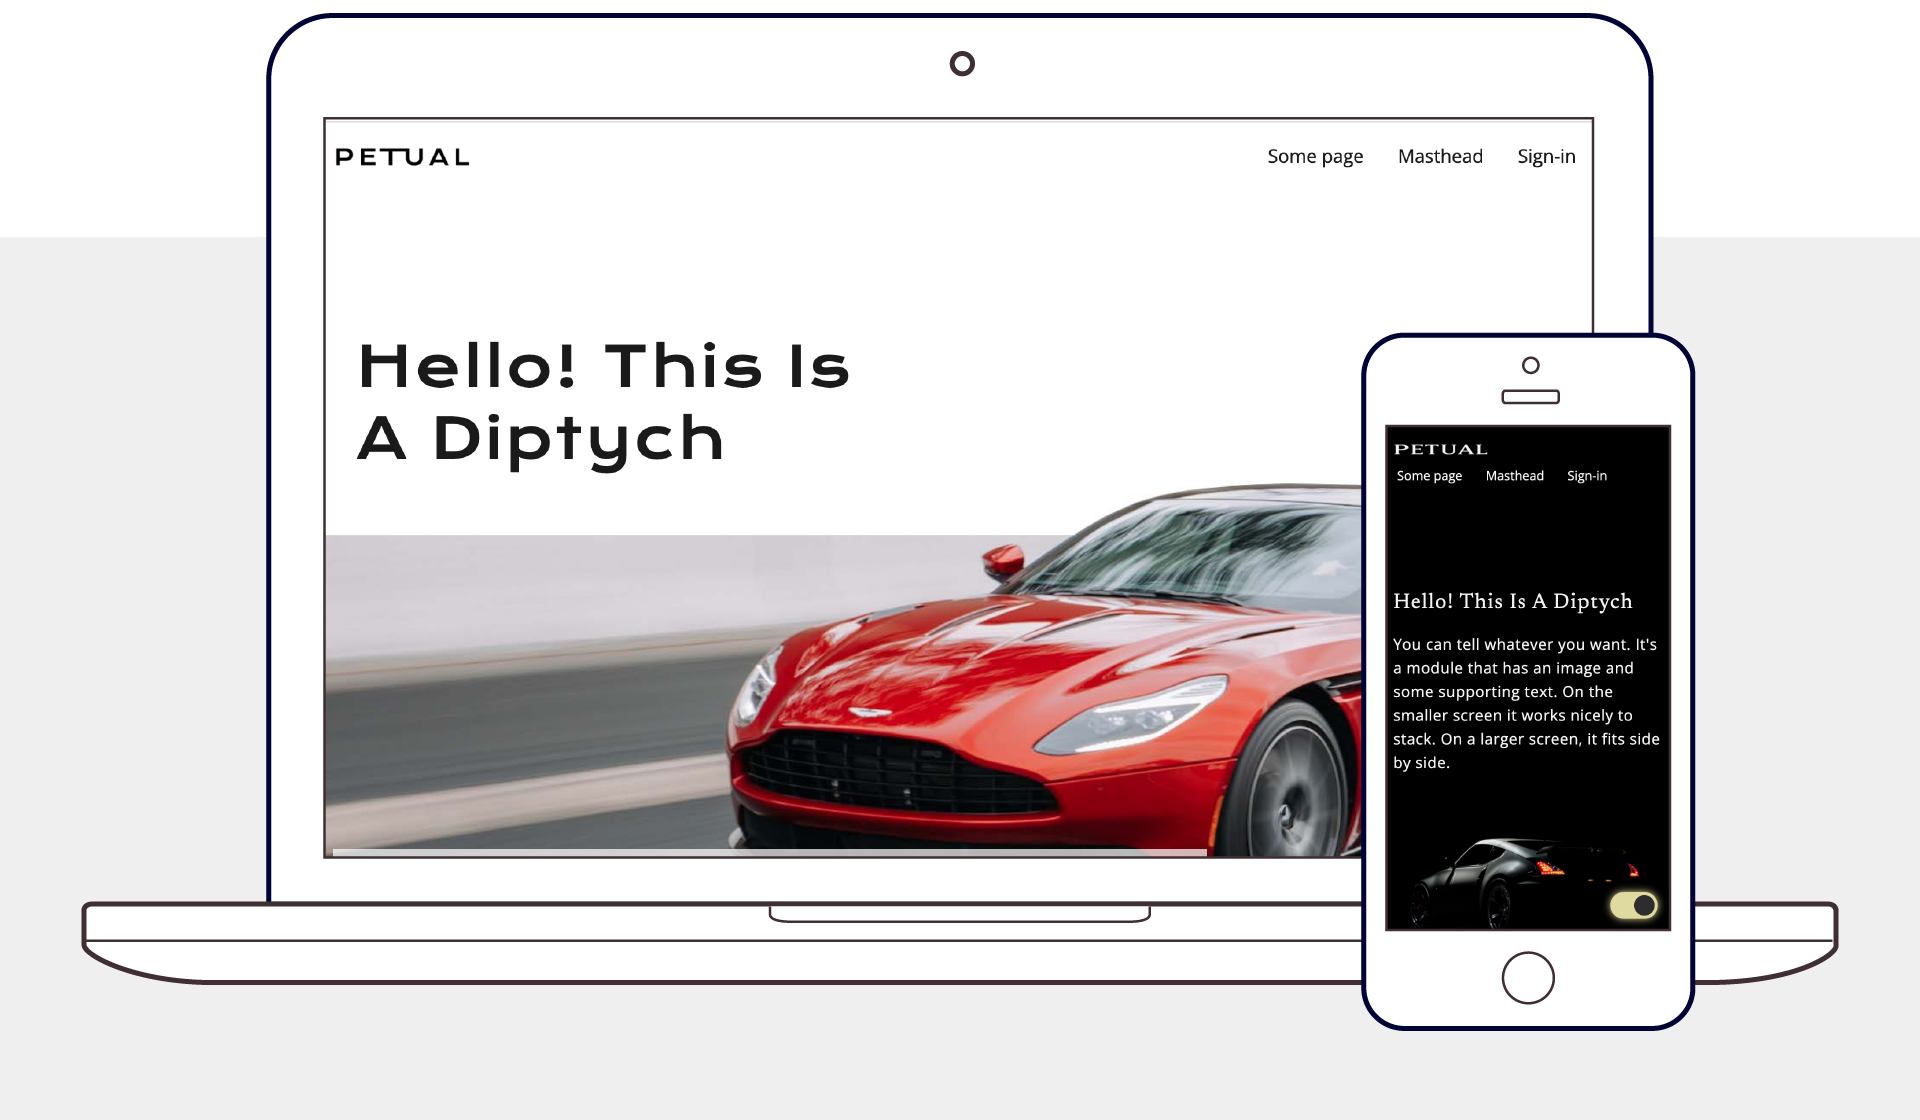 PETUAL
Some page
Masthead
Sign-in
Hello! This Is
A Diptych
PETUAL
Some page
Masthead
Sign-in
Hello! This Is A Diptych
You can tell whatever you want. It's
a module that has an image and
some supporting text. On the
smaller screen it works nicely to
stack. On a larger screen, it fits side
by side.